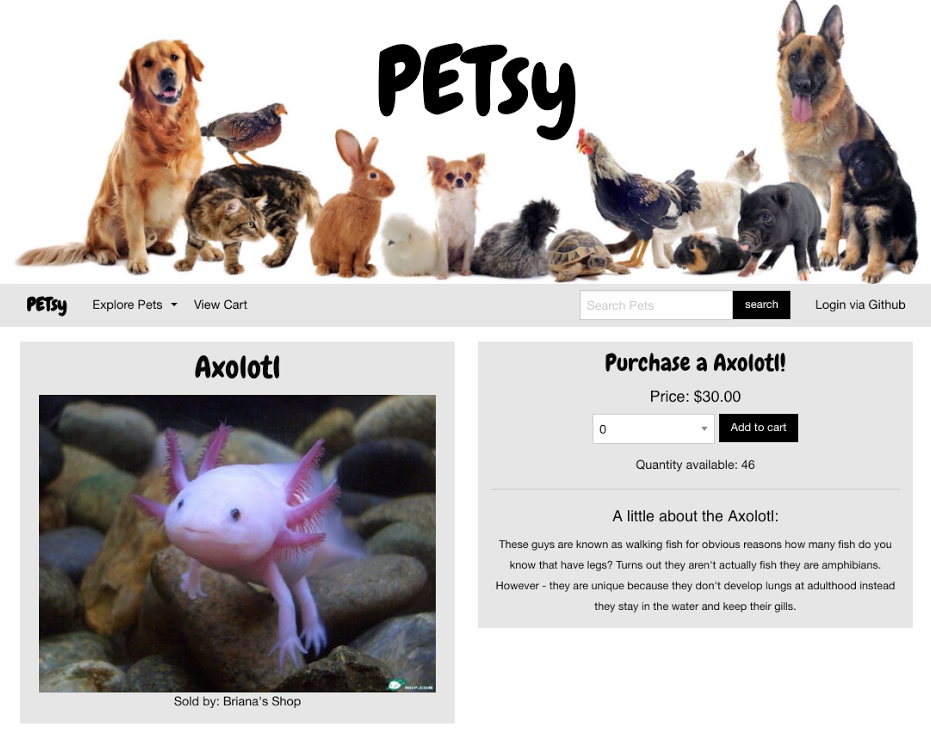 PETsy
PETsy Explore Pets View Cart Search Pets search Login via Github
Axolotl
Sold by: Briana's Shop
Purchase a Axolotl!
Price: $30.00
0 Add to cart
Quantity available: 46
A little about the Axolotl:
These guys are known as walking fish for obvious reasons how many fish do you
know that have legs? Turns out they aren't actually fish they are amphibians.
However - they are unique because they don't develop lungs at adulthood instead
they stay in the water and keep their gills.